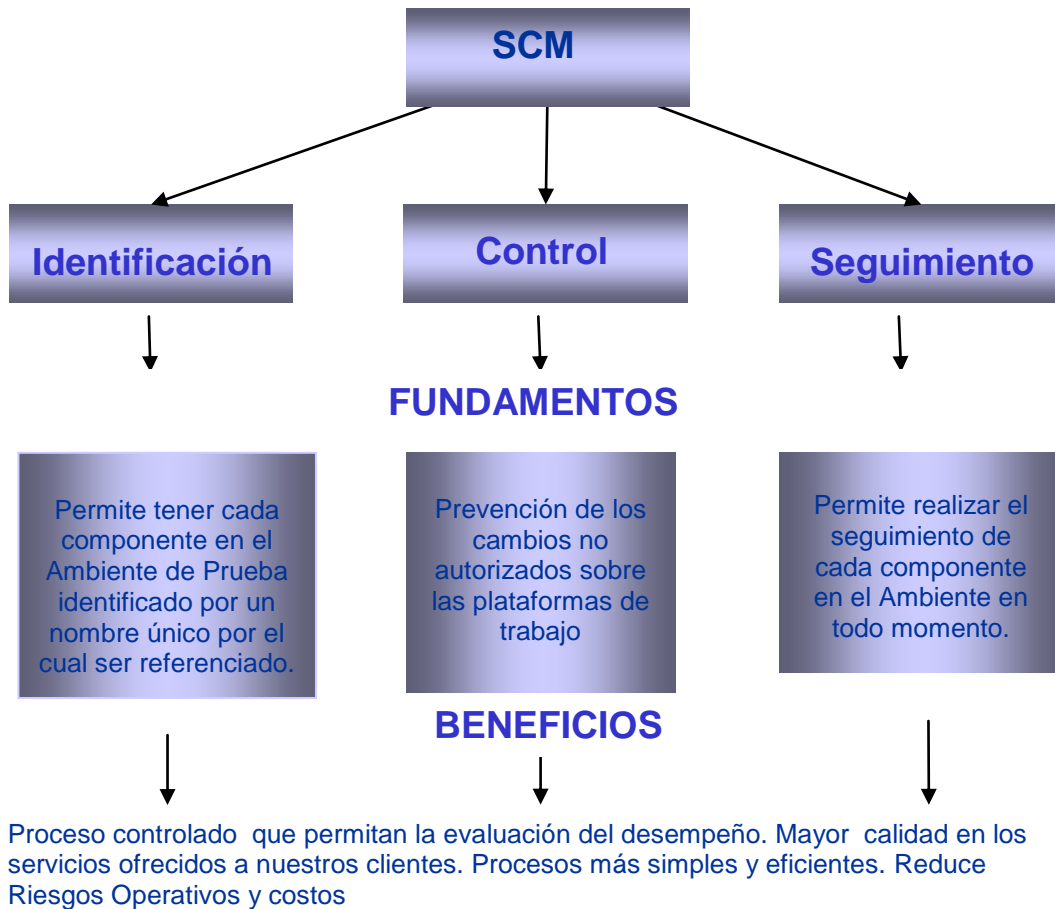 SCM
Identificación
Control
Seguimiento
FUNDAMENTOS
Permite tener cada
componente en el
Ambiente de Prueba
identificado por un
nombre único por el
cual ser referenciado.
Prevención de los
cambios no
autorizados sobre
las plataformas de
trabajo
Permite realizar el
seguimiento de
cada componente
en el Ambiente en
todo momento.
BENEFICIOS
Proceso controlado  que permitan la evaluación del desempeño. Mayor  calidad en los
servicios ofrecidos a nuestros clientes. Procesos más simples y eficientes. Reduce
Riesgos Operativos y costos